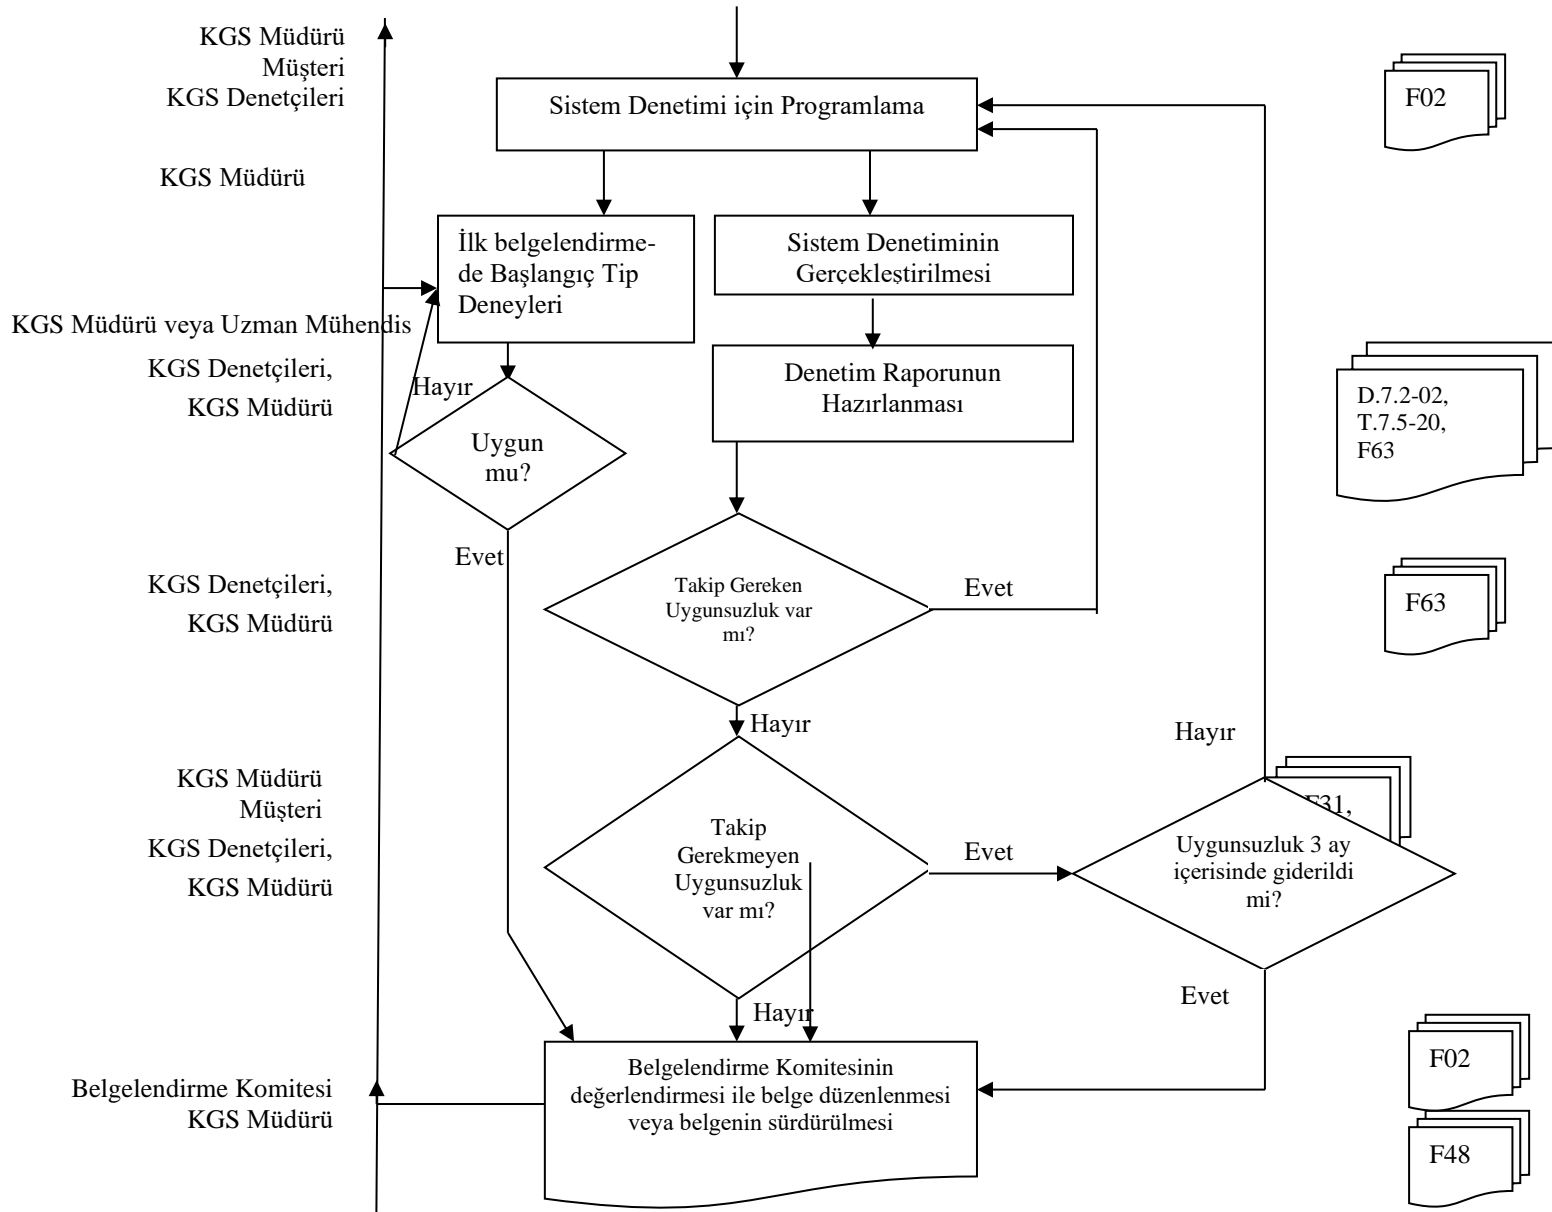 KGS Müdürü
Müşteri
KGS Denetçileri
Sistem Denetimi için Programlama
F02
KGS Müdürü
İlk belgelendirme-
de Başlangıç Tip
Deneyleri
Sistem Denetiminin
Gerçekleştirilmesi
KGS Müdürü veya Uzman Mühendis
KGS Denetçileri,
KGS Müdürü
Hayır
Denetim Raporunun
Hazırlanması
D.7.2-02,
T.7.5-20,
F63
Uygun
mu?
Evet
KGS Denetçileri,
KGS Müdürü
Takip Gereken
Uygunsuzluk var
mı?
Evet
F63
Hayır
Hayır
KGS Müdürü
Müşteri
KGS Denetçileri,
KGS Müdürü
Takip
Gerekmeyen
Uygunsuzluk
var mı?
Evet
F31,
Uygunsuzluk 3 ay
içerisinde giderildi
mi?
Evet
Hayır
Belgelendirme Komitesi
KGS Müdürü
Belgelendirme Komitesinin
değerlendirmesi ile belge düzenlenmesi
veya belgenin sürdürülmesi
F02
F48